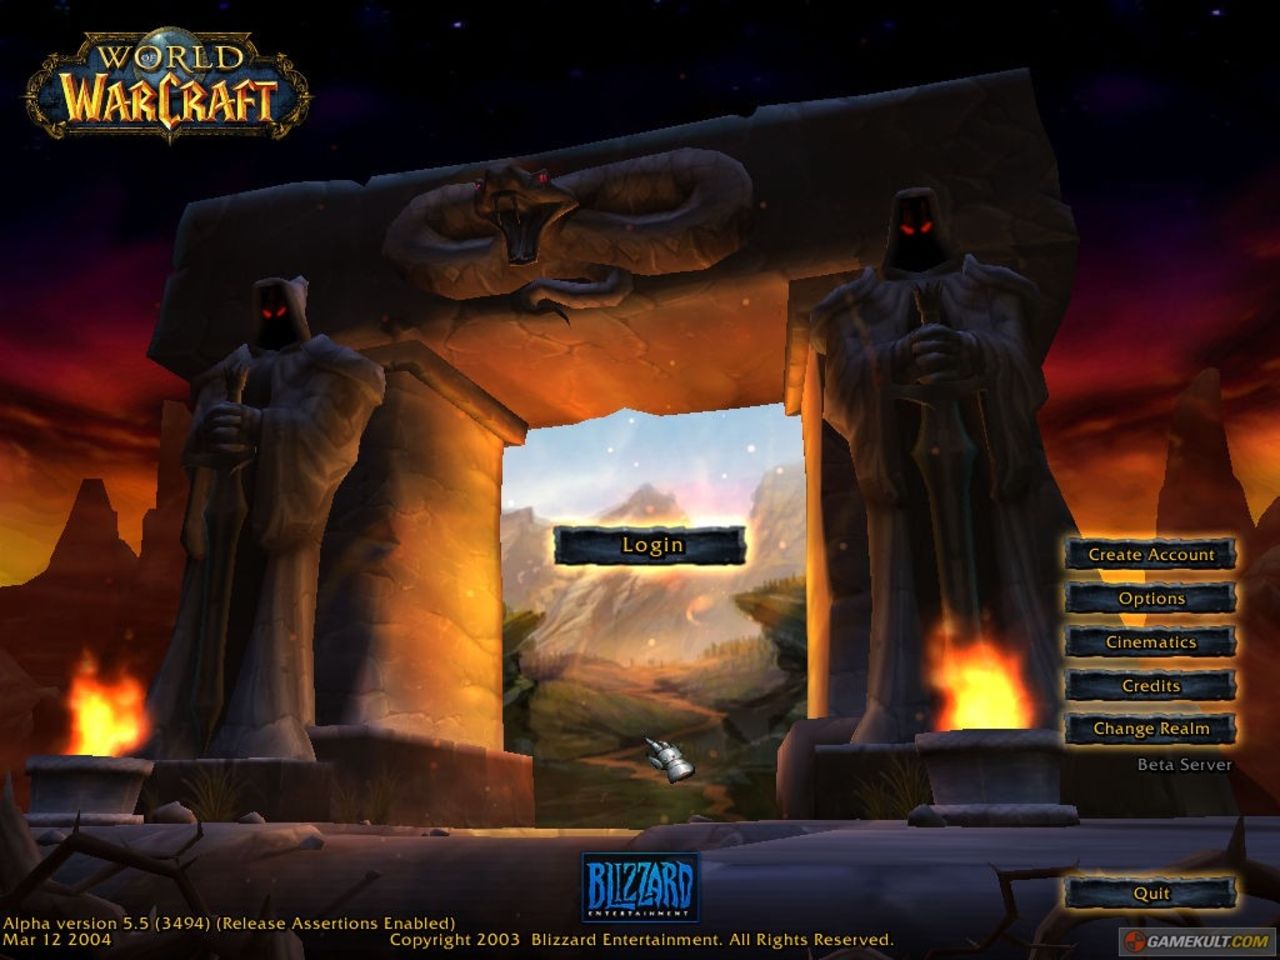 WORLD
OF
WARCRAFT
Login
Create Account
Options
Cinematics
Credits
Change Realm
Beta Server
Quit
BLIZZARD
ENTERTAINMENT
Alpha version 5.5 (3494) (Release Assertions Enabled)
Mar 12 2004
Copyright 2003 Blizzard Entertainment. All Rights Reserved.
GAMEKULT.COM